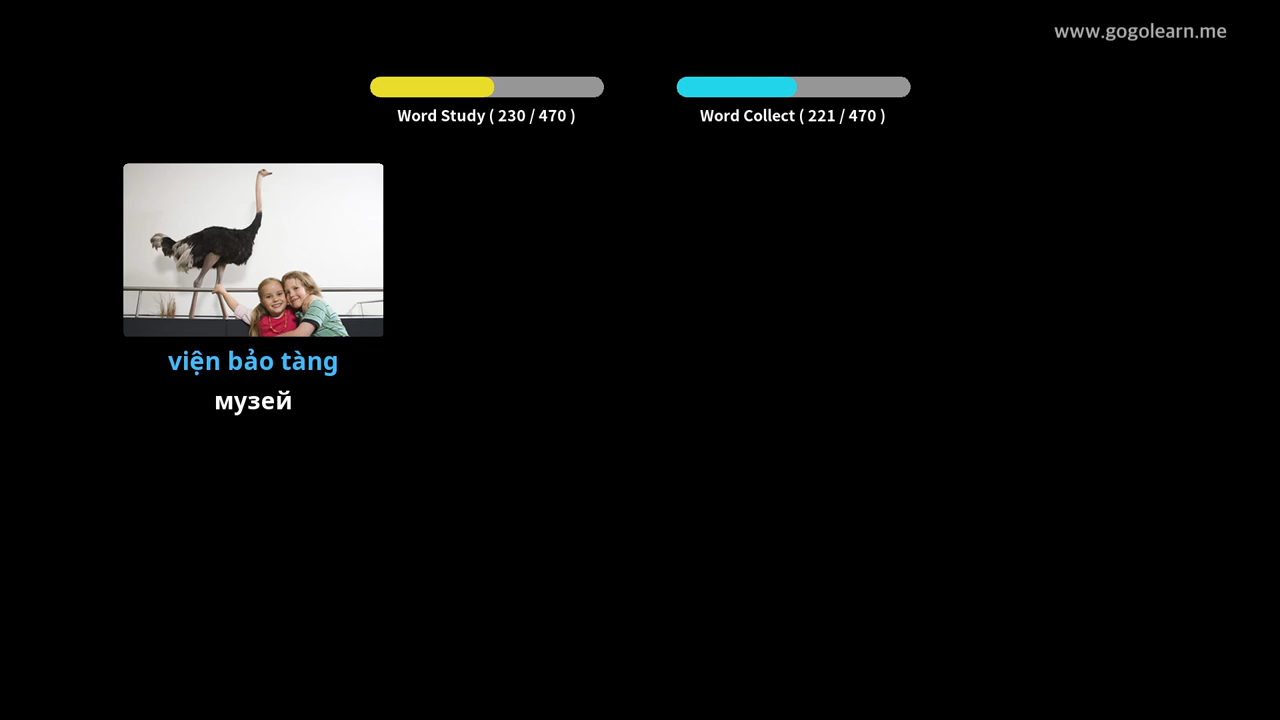 www.gogolearn.me
Word Study ( 230 / 470 )
Word Collect ( 221 / 470 )
viện bảo tàng
музей